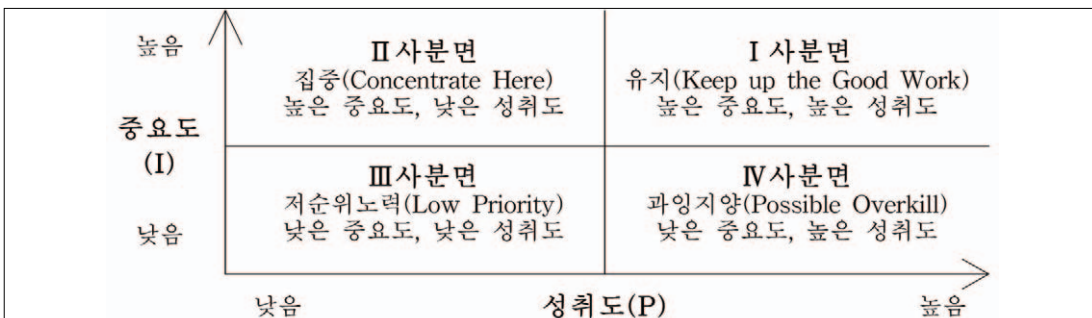 높음
Ⅱ사분면
집중(Concentrate Here)
높은 중요도, 낮은 성취도
Ⅰ 사분면
유지(Keep up the Good Work)
높은 중요도, 높은 성취도
중요도
(I)
낮음
Ⅲ사분면
저순위노력(Low Priority)
낮은 중요도, 낮은 성취도
Ⅳ사분면
과잉지양(Possible Overkill)
낮은 중요도, 높은 성취도
낮음
성취도(P)
높음